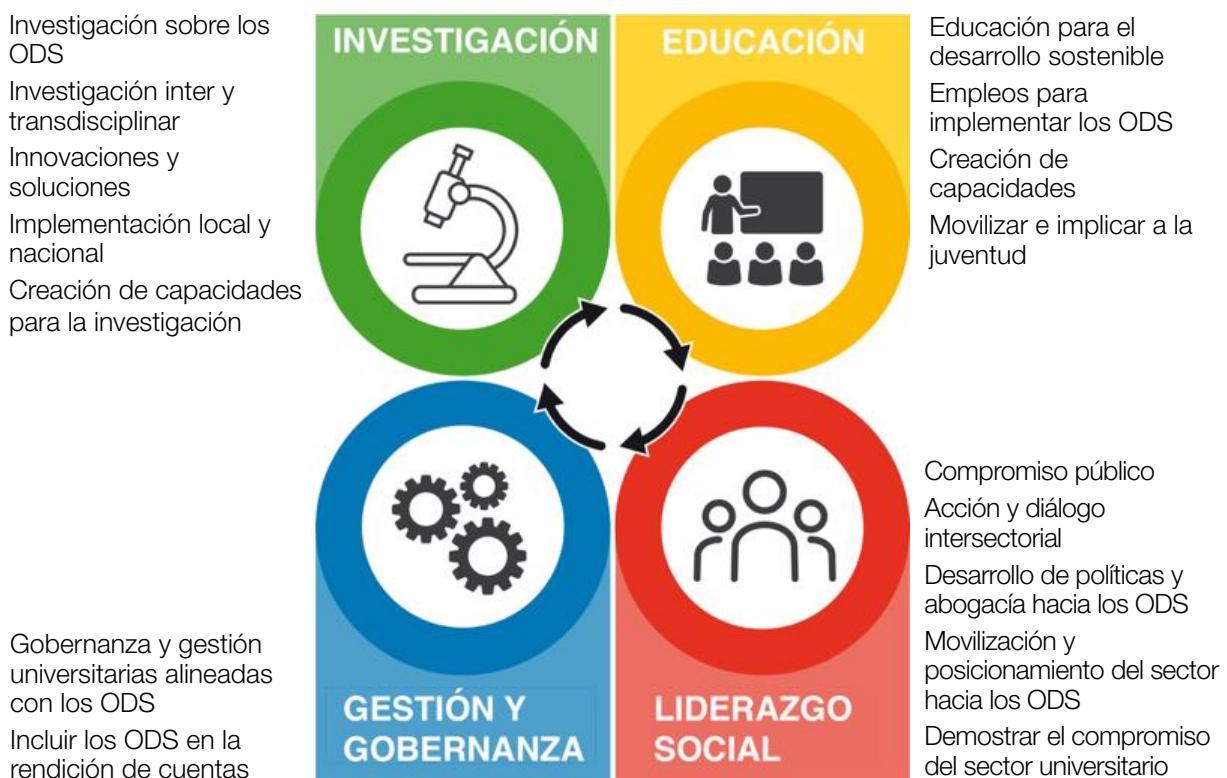 Investigación sobre los
ODS
Investigación inter y
transdisciplinar
Innovaciones y
soluciones
Implementación local y
nacional
Creación de capacidades
para la investigación
INVESTIGACIÓN
EDUCACIÓN
Educación para el
desarrollo sostenible
Empleos para
implementar los ODS
Creación de
capacidades
Movilizar e implicar a la
juventud
Gobernanza y gestión
universitarias alineadas
con los ODS
Incluir los ODS en la
rendición de cuentas
GESTIÓN Y
GOBERNANZA
LIDERAZGO
SOCIAL
Compromiso público
Acción y diálogo
intersectorial
Desarrollo de políticas y
abogacía hacia los ODS
Movilización y
posicionamiento del sector
hacia los ODS
Demostrar el compromiso
del sector universitario